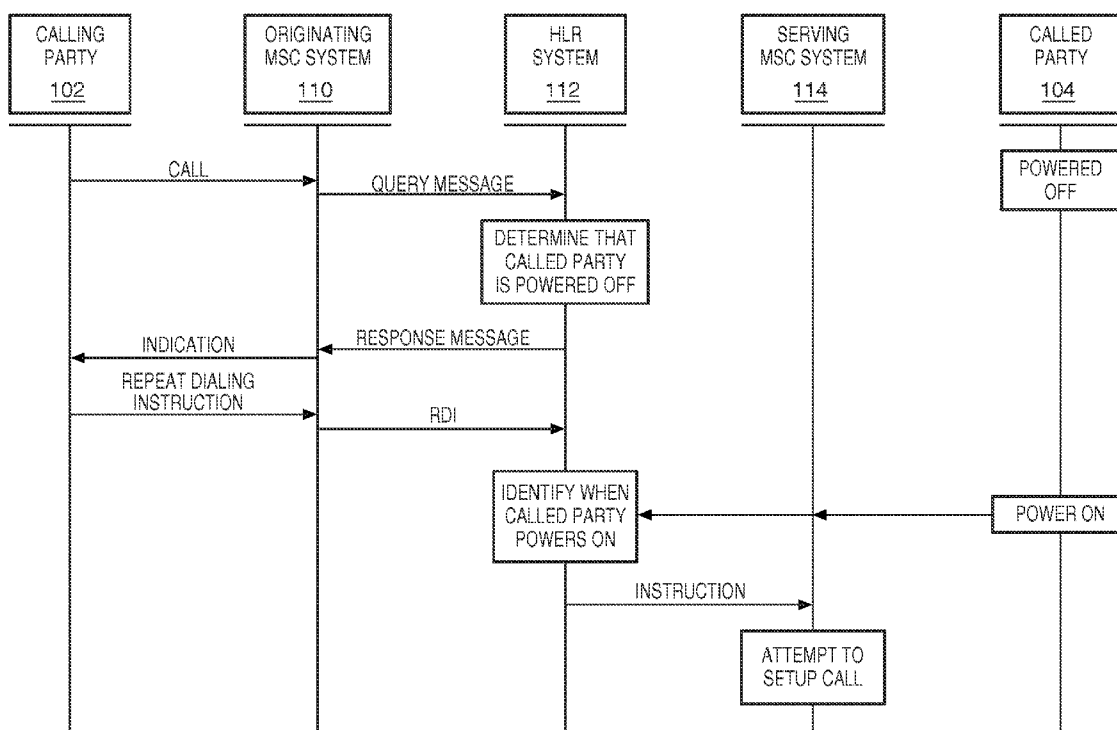 CALLING
PARTY
102
ORIGINATING
MSC SYSTEM
110
HLR
SYSTEM
112
SERVING
MSC SYSTEM
114
CALLED
PARTY
104
CALL
QUERY MESSAGE
POWERED
OFF
DETERMINE THAT
CALLED PARTY
IS POWERED OFF
INDICATION
RESPONSE MESSAGE
REPEAT DIALING
INSTRUCTION
RDI
IDENTIFY WHEN
CALLED PARTY
POWERS ON
POWER ON
INSTRUCTION
ATTEMPT TO
SETUP CALL